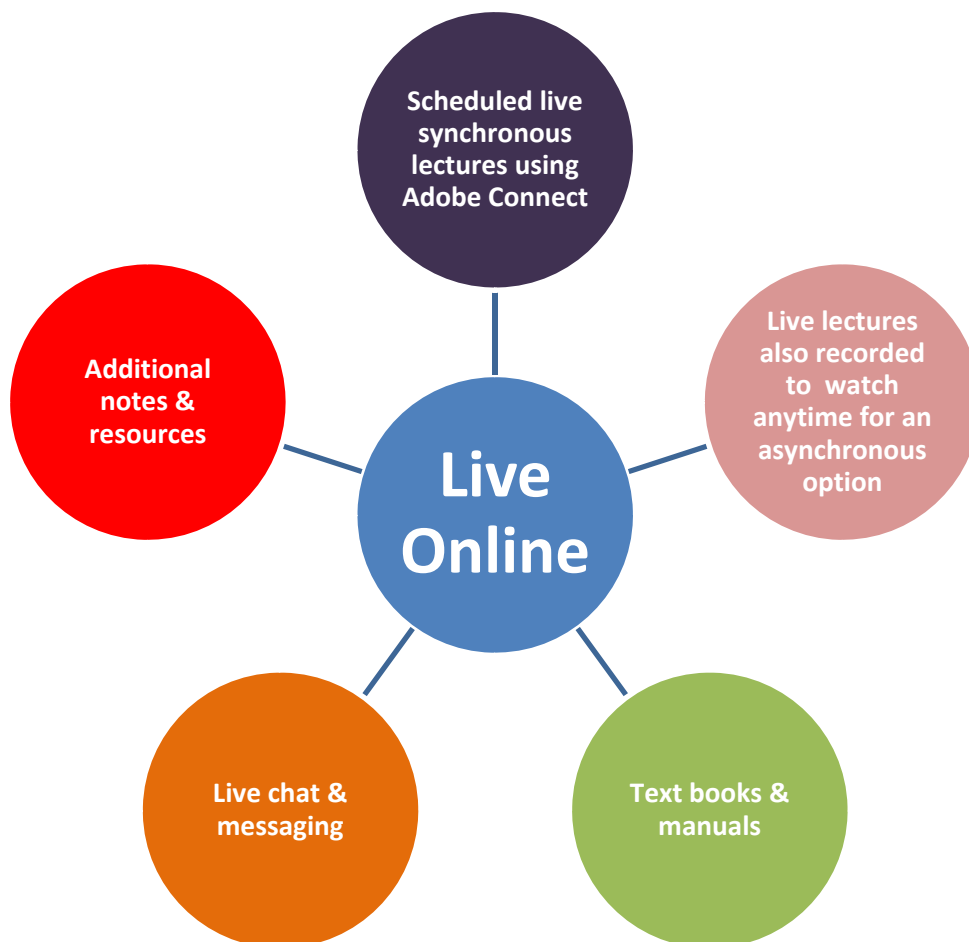 Scheduled live
synchronous
lectures using
Adobe Connect
Live lectures
also recorded
to  watch
anytime for an
asynchronous
option
Additional
notes &
resources
Live
Online
Live chat &
messaging
Text books &
manuals